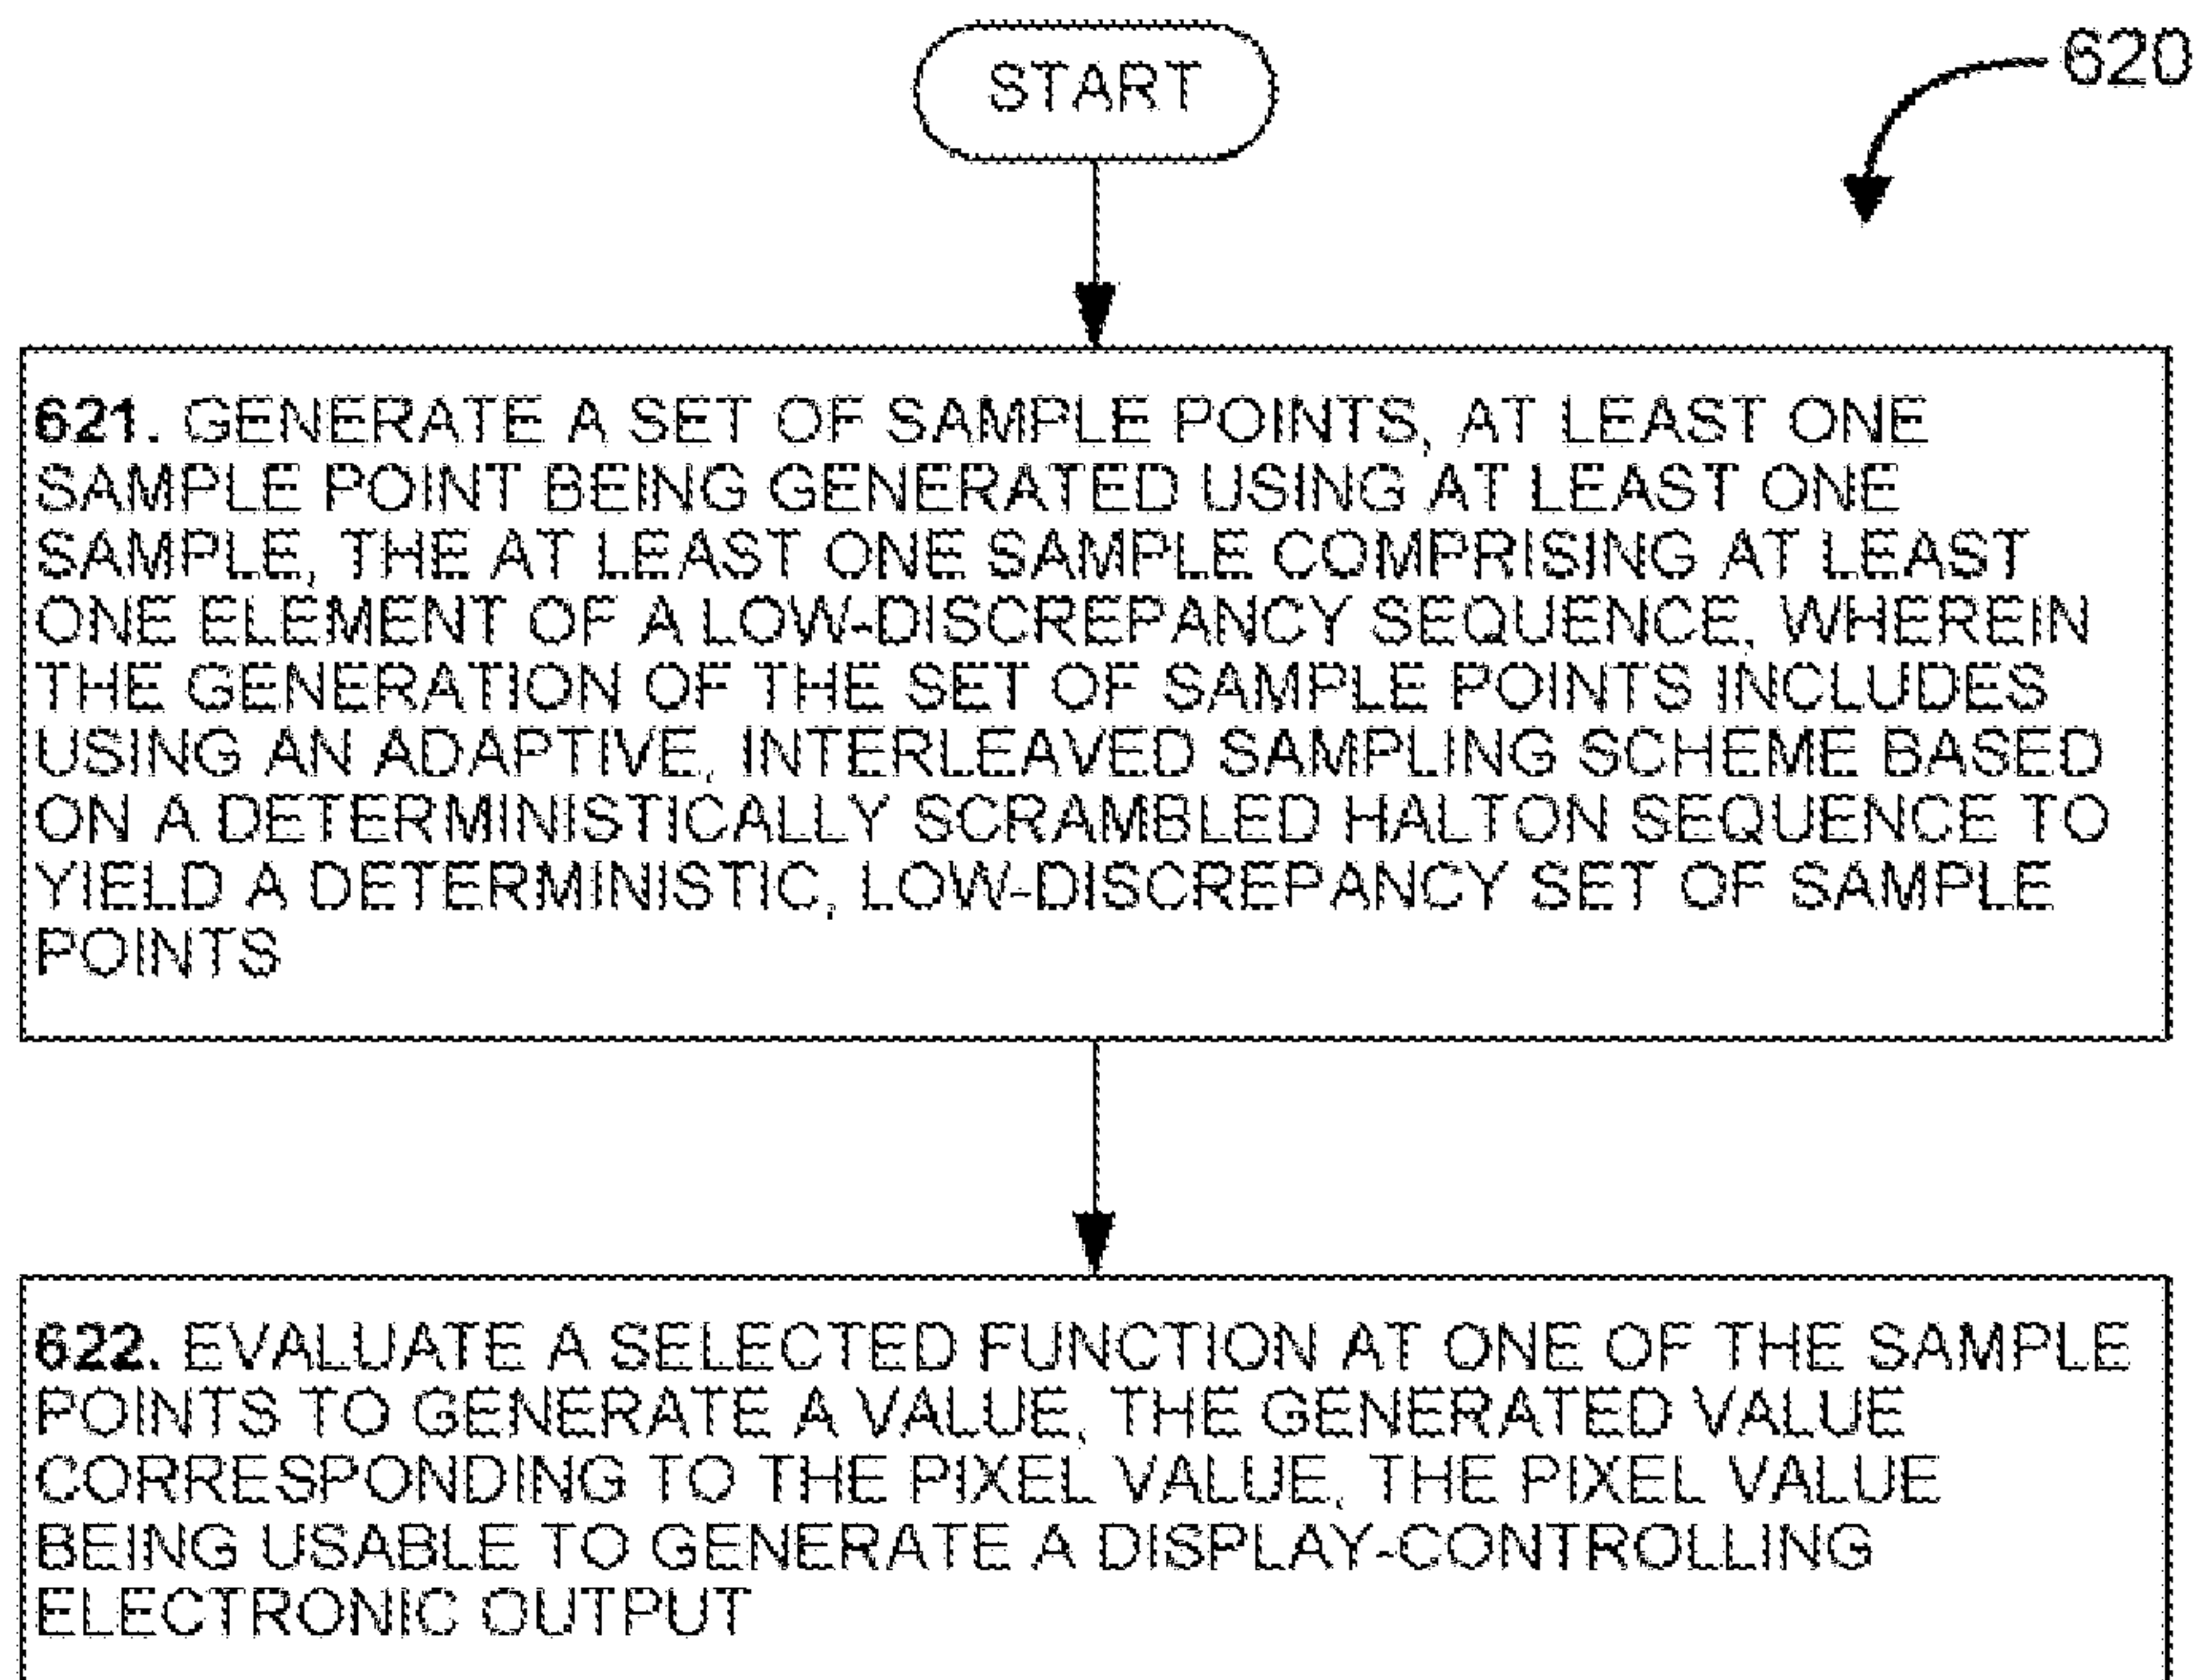 START
620
621. GENERATE A SET OF SAMPLE POINTS, AT LEAST ONE
SAMPLE POINT BEING GENERATED USING AT LEAST ONE
SAMPLE, THE AT LEAST ONE SAMPLE COMPRISING AT LEAST
ONE ELEMENT OF A LOW-DISCREPANCY SEQUENCE, WHEREIN
THE GENERATION OF THE SET OF SAMPLE POINTS INCLUDES
USING AN ADAPTIVE, INTERLEAVED SAMPLING SCHEME BASED
ON A DETERMINISTICALLY SCRAMBLED HALTON SEQUENCE TO
YIELD A DETERMINISTIC, LOW-DISCREPANCY SET OF SAMPLE
POINTS
622. EVALUATE A SELECTED FUNCTION AT ONE OF THE SAMPLE
POINTS TO GENERATE A VALUE, THE GENERATED VALUE
CORRESPONDING TO THE PIXEL VALUE, THE PIXEL VALUE
BEING USABLE TO GENERATE A DISPLAY-CONTROLLING
ELECTRONIC OUTPUT